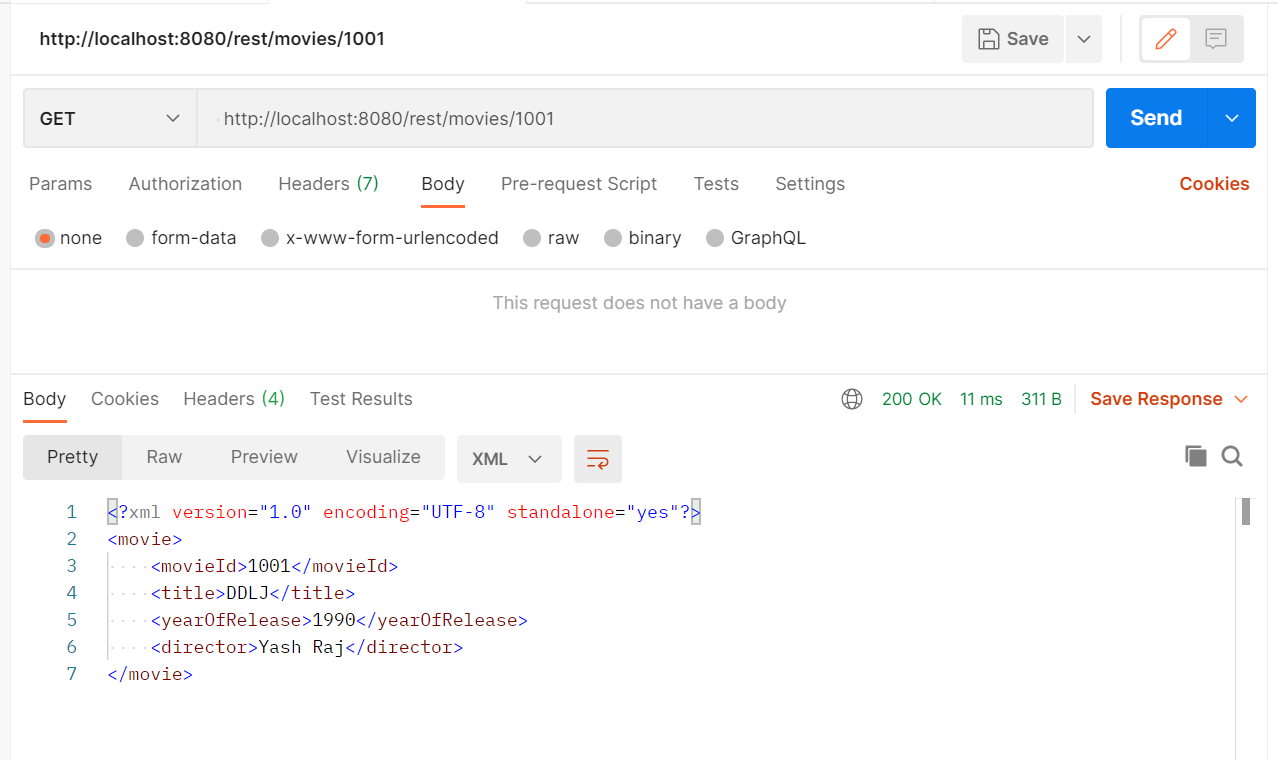 http://localhost:8080/rest/movies/1001
Save
GET
http://localhost:8080/rest/movies/1001
Send
Params Authorization Headers (7) Body Pre-request Script Tests Settings Cookies
none form-data x-www-form-urlencoded raw binary GraphQL
This request does not have a body
Body Cookies Headers (4) Test Results 200 OK 11 ms 311 B Save Response
Pretty Raw Preview Visualize XML
1 <?xml version="1.0" encoding="UTF-8" standalone="yes"?>
2 <movie>
3 <movieId>1001</movieId>
4 <title>DDLJ</title>
5 <yearOfRelease>1990</yearOfRelease>
6 <director>Yash Raj</director>
7 </movie>